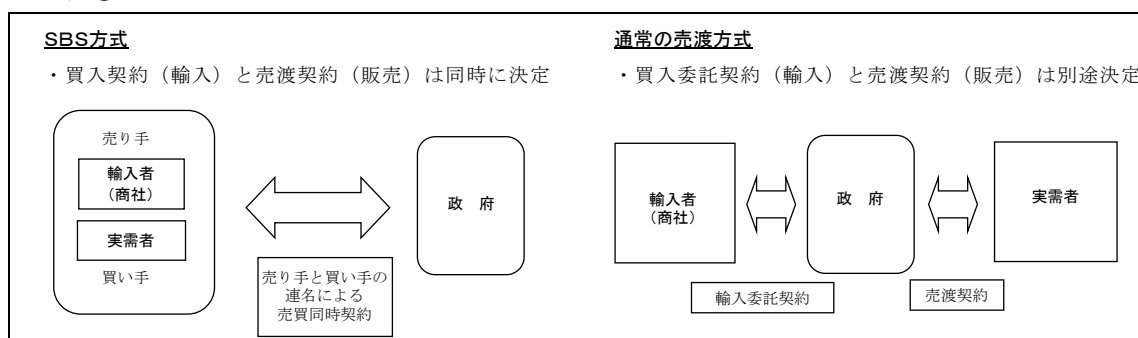 SBS方式
・買入契約（輸入）と売渡契約（販売）は同時に決定
売り手
輸入者
（商社）
実需者
買い手
政　府
売り手と買い手の
連名による
売買同時契約
通常の売渡方式
・買入委託契約（輸入）と売渡契約（販売）は別途決定
輸入者
（商社）
政　府
実需者
輸入委託契約
売渡契約